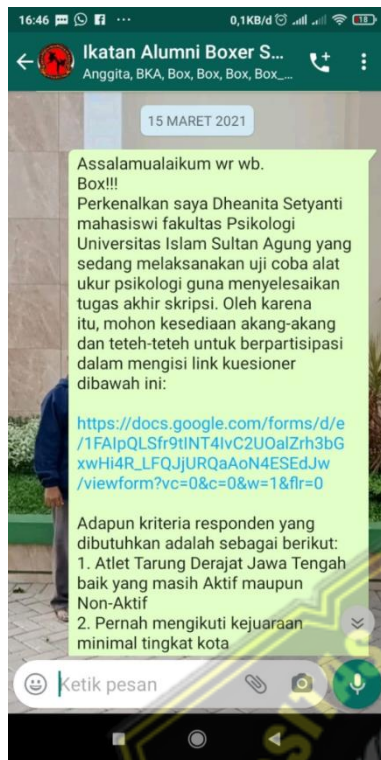 16:46 0,1KB/d 18
Ikatan Alumni Boxer S...
Anggita, BKA, Box, Box, Box, Box_...
15 MARET 2021
Assalamualaikum wr wb.
Box!!!
Perkenalkan saya Dheanita Setyanti
mahasiswi fakultas Psikologi
Universitas Islam Sultan Agung yang
sedang melaksanakan uji coba alat
ukur psikologi guna menyelesaikan
tugas akhir skripsi. Oleh karena
itu, mohon kesediaan akang-akang
dan teteh-teteh untuk berpartisipasi
dalam mengisi link kuesioner
dibawah ini:
https://docs.google.com/forms/d/e
/1FAIpQLSfr9tINT4IvC2UOalZrh3bG
xwHi4R_LFQJjURQaAoN4ESEdJw
/viewform?vc=0&c=0&w=1&flr=0
Adapun kriteria responden yang
dibutuhkan adalah sebagai berikut:
1. Atlet Tarung Derajat Jawa Tengah
baik yang masih Aktif maupun
Non-Aktif
2. Pernah mengikuti kejuaraan
minimal tingkat kota
Ketik pesan